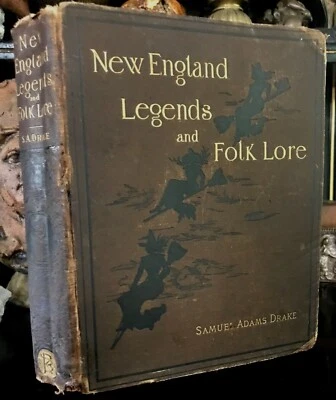 New
England
Legends
and
Folk Lore
S.A. DRAKE
New England
Legends
and
Folk Lore
Samuel Adams Drake